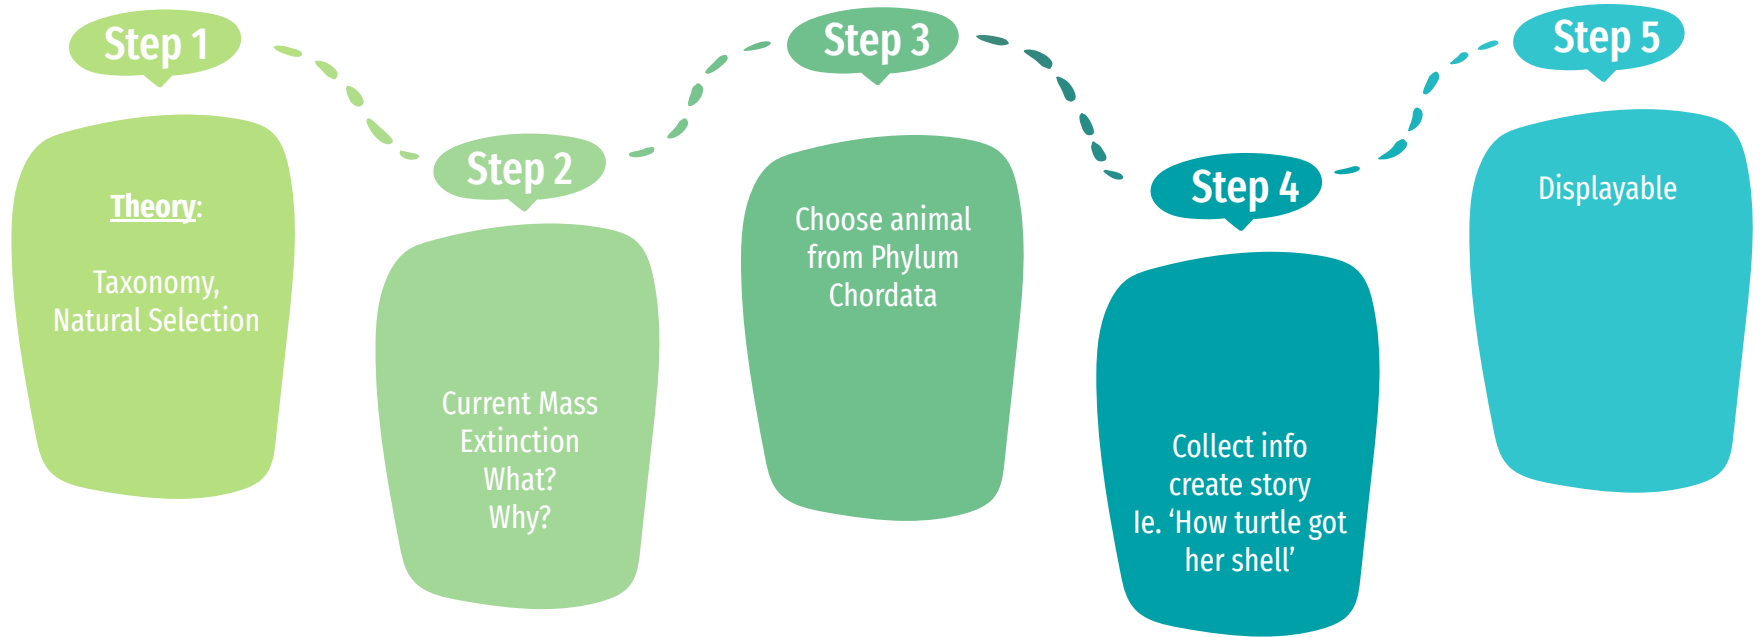 Step 1
Theory:
Taxonomy,
Natural Selection
Step 2
Current Mass
Extinction
What?
Why?
Step 3
Choose animal
from Phylum
Chordata
Step 4
Collect info
create story
Ie. ‘How turtle got
her shell’
Step 5
Displayable